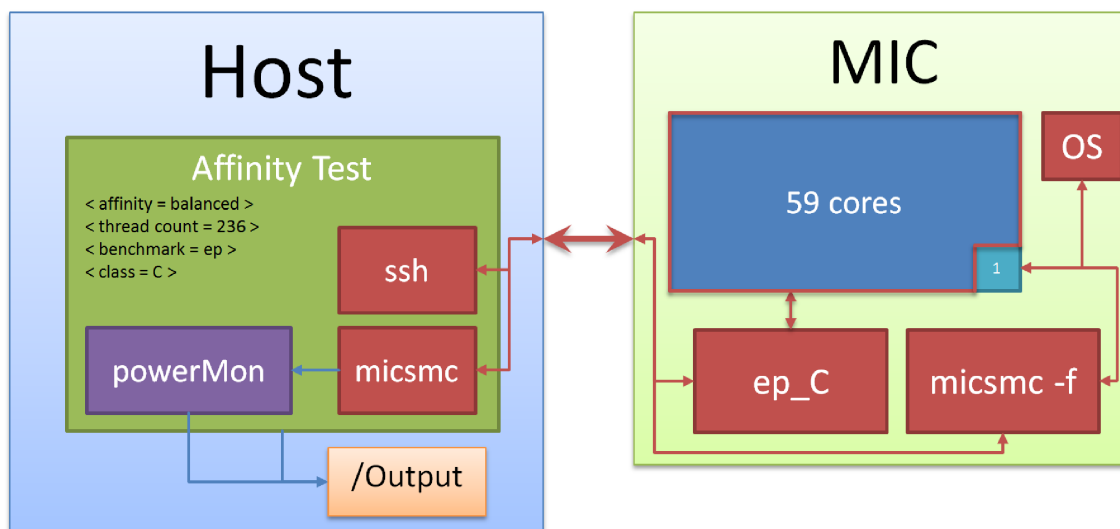 Host
Affinity Test
< affinity = balanced >
< thread count = 236 >
< benchmark = ep >
< class = C >
ssh
powerMon
micsmc
/Output
MIC
59 cores
OS
1
ep_C
micsmc -f